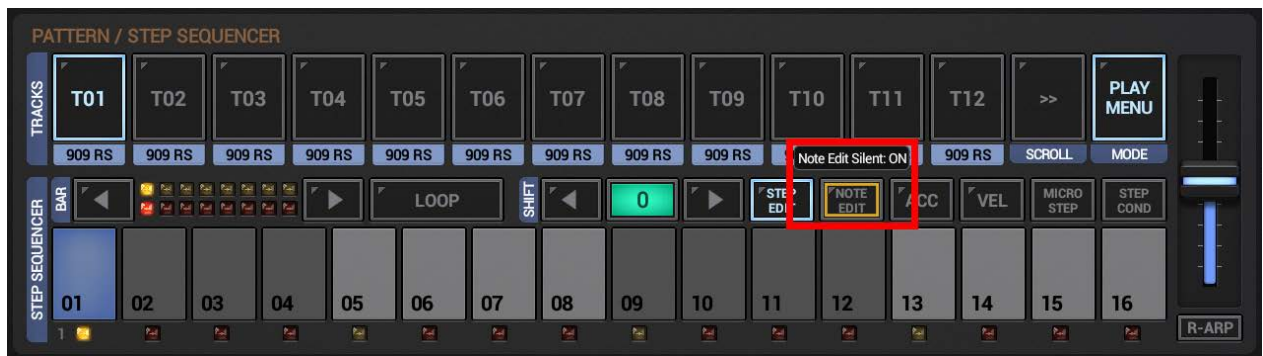 PATTERN / STEP SEQUENCER
TRACKS
T01 T02 T03 T04 T05 T06 T07 T08 T09 T10 T11 T12 >> PLAY MENU
909 RS 909 RS 909 RS 909 RS 909 RS 909 RS 909 RS 909 RS 909 RS 9 Note Edit Silent: ON 909 RS SCROLL MODE
STEP SEQUENCER
BAR LOOP SHIFT 0 STEP EDIT NOTE EDIT ACC VEL MICRO STEP STEP COND
01 02 03 04 05 06 07 08 09 10 11 12 13 14 15 16
1 R-ARP